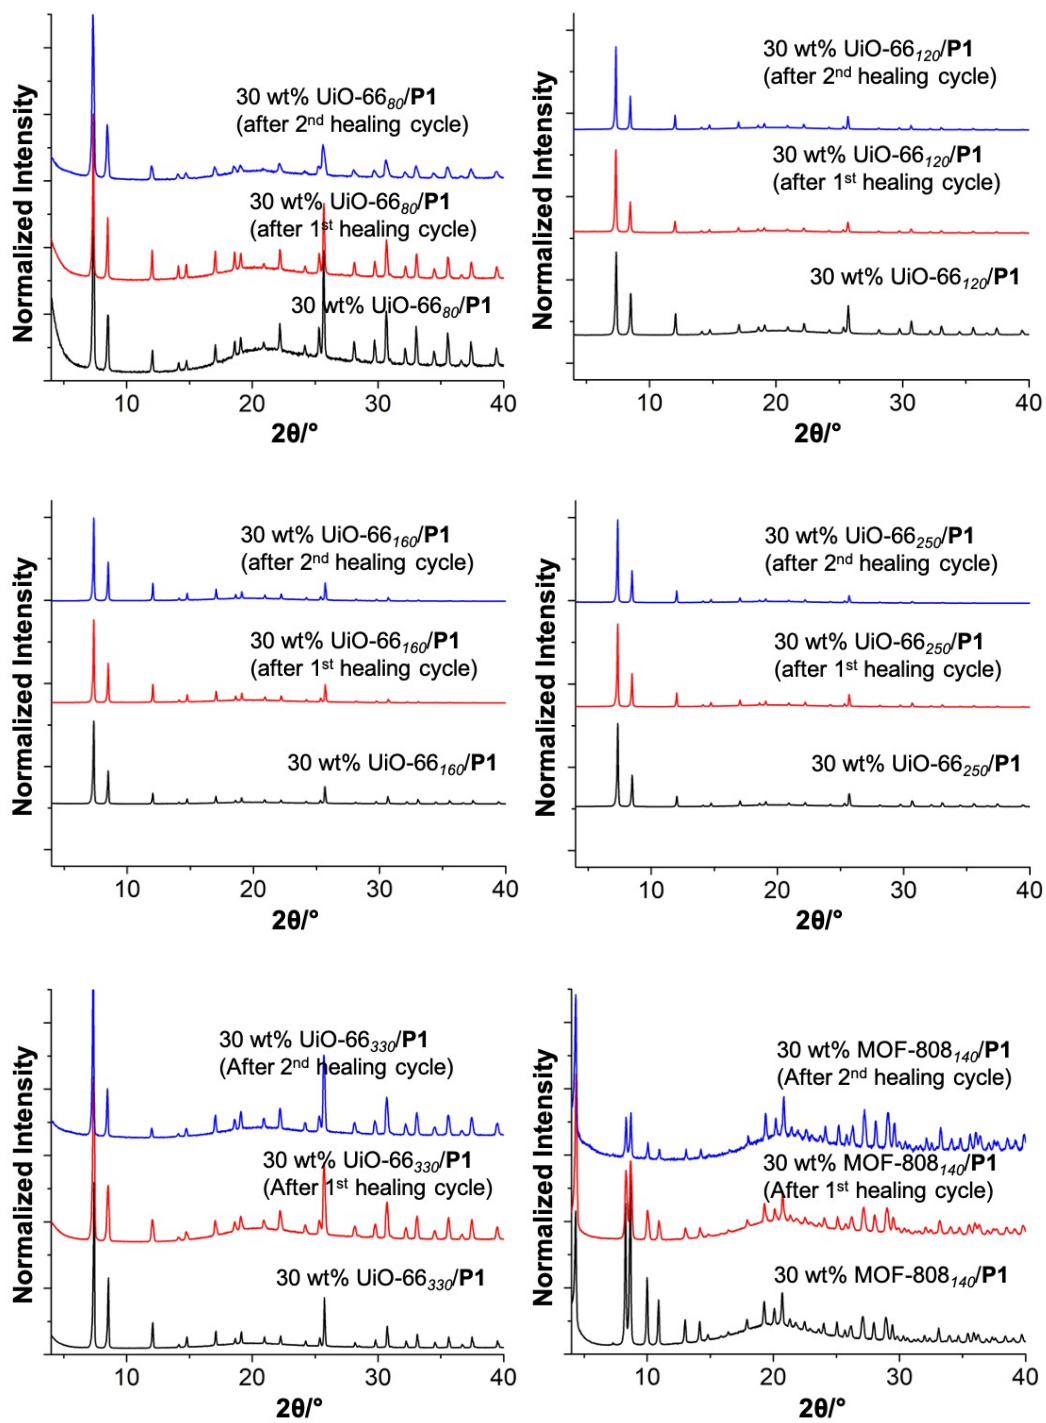 Normalized Intensity
30 wt% UiO-66₈₀/P1
(after 2nd healing cycle)
30 wt% UiO-66₈₀/P1
(after 1st healing cycle)
30 wt% UiO-66₈₀/P1
10 20 30 40
2θ/°
Normalized Intensity
30 wt% UiO-66₁₂₀/P1
(after 2nd healing cycle)
30 wt% UiO-66₁₂₀/P1
(after 1st healing cycle)
30 wt% UiO-66₁₂₀/P1
10 20 30 40
2θ/°
Normalized Intensity
30 wt% UiO-66₁₆₀/P1
(after 2nd healing cycle)
30 wt% UiO-66₁₆₀/P1
(after 1st healing cycle)
30 wt% UiO-66₁₆₀/P1
10 20 30 40
2θ/°
Normalized Intensity
30 wt% UiO-66₂₅₀/P1
(after 2nd healing cycle)
30 wt% UiO-66₂₅₀/P1
(after 1st healing cycle)
30 wt% UiO-66₂₅₀/P1
10 20 30 40
2θ/°
Normalized Intensity
30 wt% UiO-66₃₃₀/P1
(After 2nd healing cycle)
30 wt% UiO-66₃₃₀/P1
(After 1st healing cycle)
30 wt% UiO-66₃₃₀/P1
10 20 30 40
2θ/°
Normalized Intensity
30 wt% MOF-808₁₄₀/P1
(After 2nd healing cycle)
30 wt% MOF-808₁₄₀/P1
(After 1st healing cycle)
30 wt% MOF-808₁₄₀/P1
10 20 30 40
2θ/°